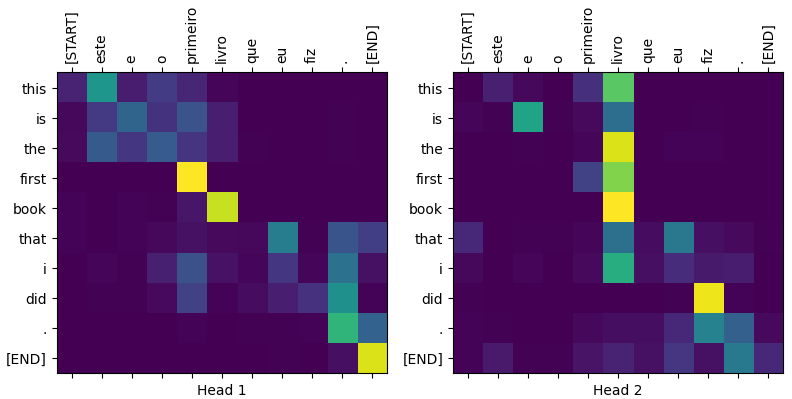 [START] este e o primeiro livro que eu fiz . [END]
this
is
the
first
book
that
i
did
.
[END]
Head 1
[START] este e o primeiro livro que eu fiz . [END]
this
is
the
first
book
that
i
did
.
[END]
Head 2